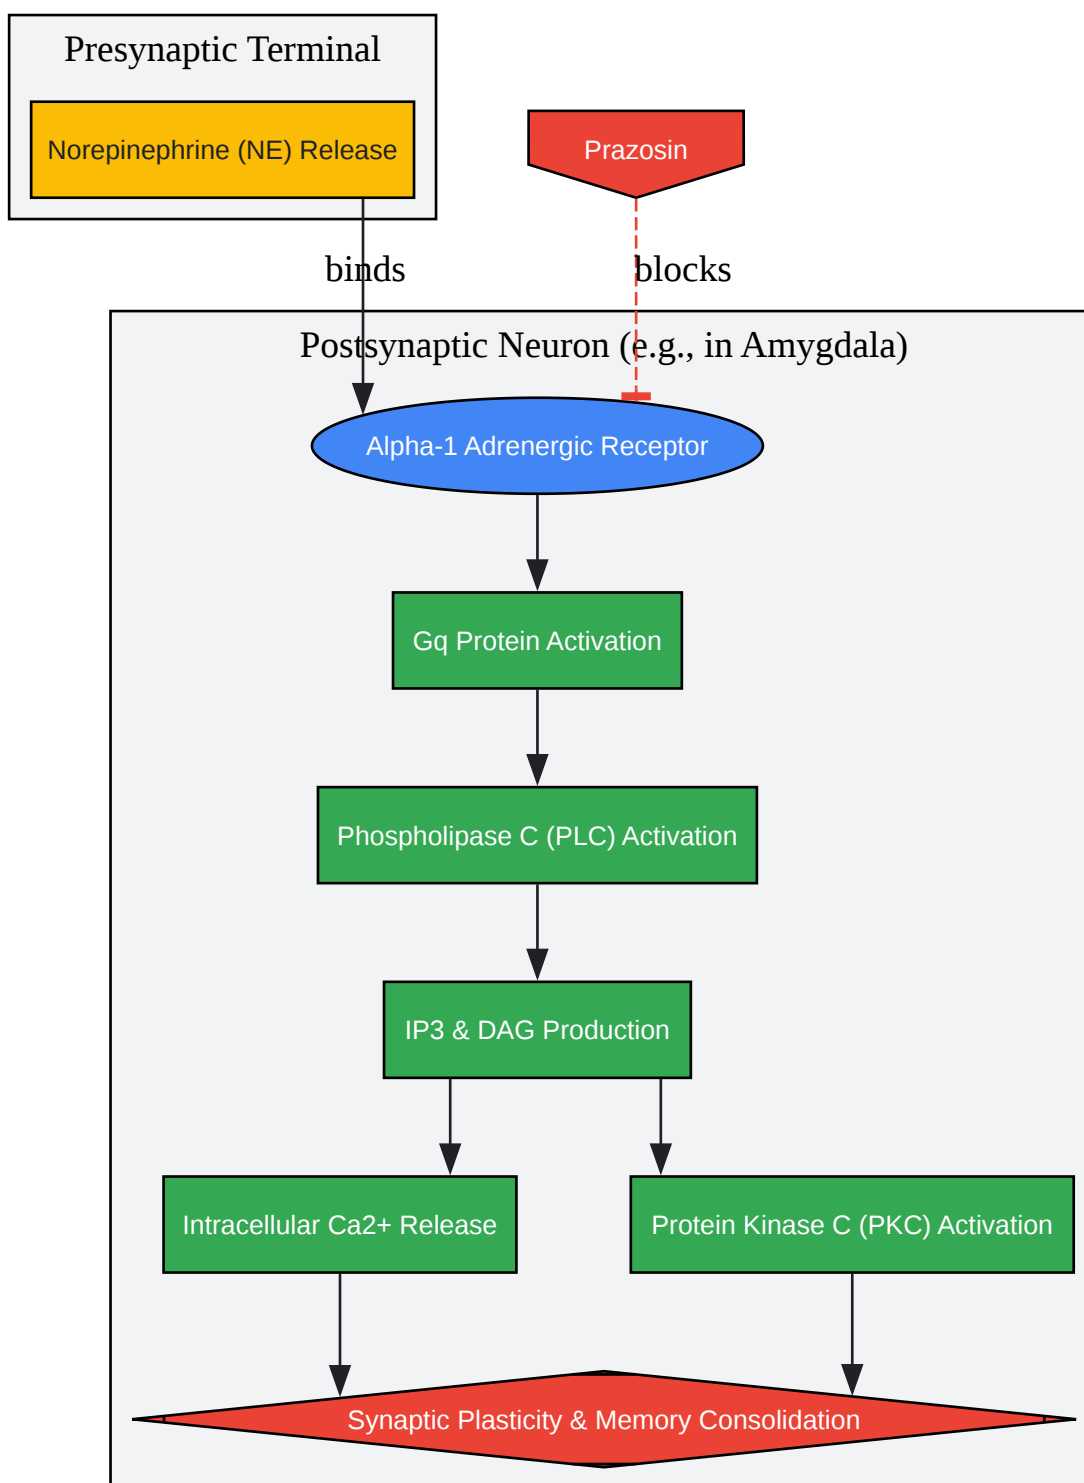 Presynaptic Terminal
Norepinephrine (NE) Release
Prazosin
binds
blocks
Postsynaptic Neuron (e.g., in Amygdala)
Alpha-1 Adrenergic Receptor
Gq Protein Activation
Phospholipase C (PLC) Activation
IP3 & DAG Production
Intracellular Ca2+ Release
Protein Kinase C (PKC) Activation
Synaptic Plasticity & Memory Consolidation